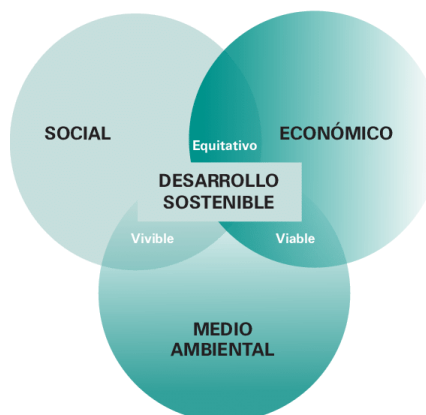 SOCIAL
ECONÓMICO
Equitativo
DESARROLLO
SOSTENIBLE
Vivible
Viable
MEDIO
AMBIENTAL